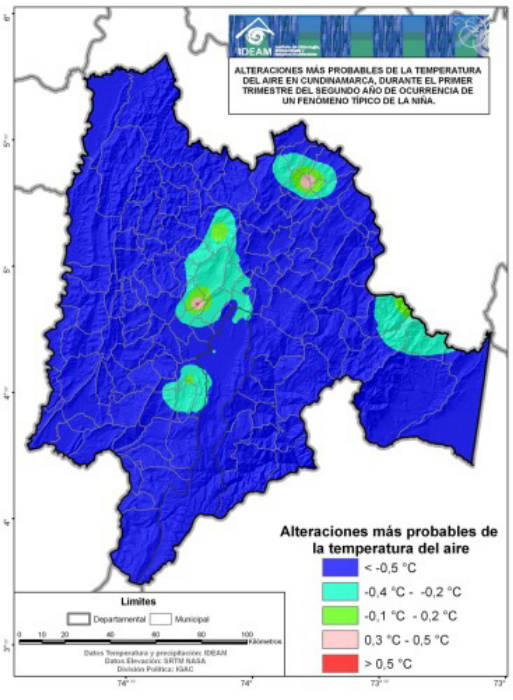 IDEAM
ALTERACIONES MÁS PROBABLES DE LA TEMPERATURA
DEL AIRE EN CUNDINAMARCA, DURANTE EL PRIMER
TRIMESTRE DEL SEGUNDO AÑO DE OCURRENCIA DE
UN FENÓMENO TÍPICO DE LA NIÑA.
Alteraciones más probables de
la temperatura del aire
< -0,5 °C
-0,4 °C - -0,2 °C
-0,1 °C - 0,2 °C
0,3 °C - 0,5 °C
> 0,5 °C
Limites
Departamental Municipal
0 10 20 40 60 80 100
Kilómetros
Datos Temperatura y precipitación: IDEAM
Datos Elevación: SRTM NASA
División Política: IGAC